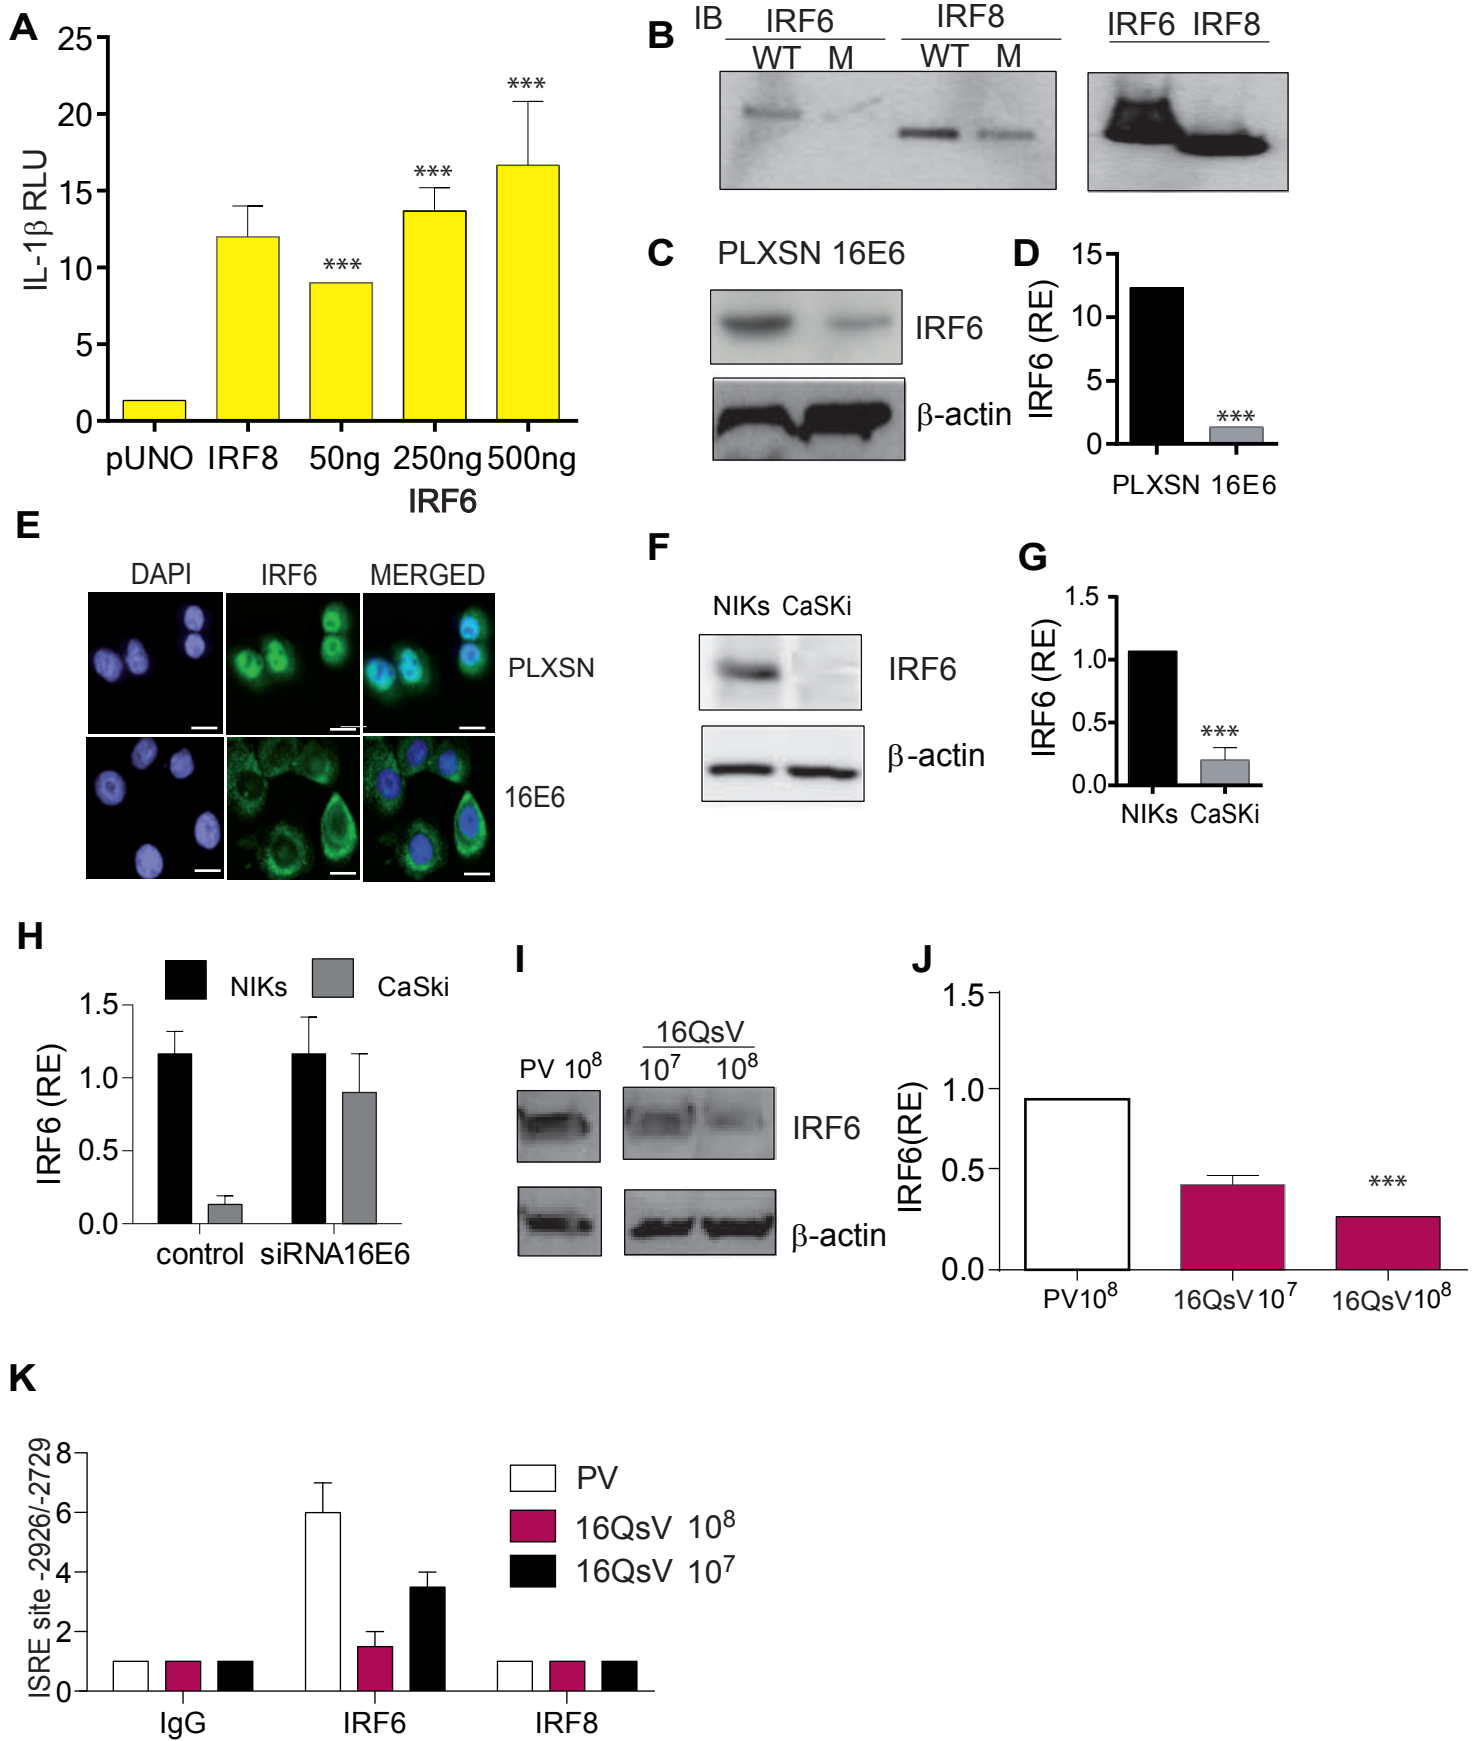 A
25
20
15
10
5
0
IL-1β RLU
***
***
***
pUNO IRF8 50ng 250ng 500ng
IRF6
B
IB IRF6 IRF8
WT M WT M
IRF6 IRF8
C
PLXSN 16E6
IRF6
β-actin
D
15
10
5
0
IRF6 (RE)
***
PLXSN 16E6
E
DAPI IRF6 MERGED
PLXSN
16E6
F
NIKs CaSKi
IRF6
β-actin
G
1.5
1.0
0.5
0.0
IRF6 (RE)
***
NIKs CaSKi
H
NIKs CaSki
1.5
1.0
0.5
0.0
IRF6 (RE)
control siRNA16E6
I
16QsV
PV 10⁸ 10⁷ 10⁸
IRF6
β-actin
J
1.5
1.0
0.5
0.0
IRF6(RE)
***
PV10⁸ 16QsV10⁷ 16QsV10⁸
K
8
6
4
2
0
ISRE site -2926/-2729
PV
16QsV 10⁸
16QsV 10⁷
IgG IRF6 IRF8